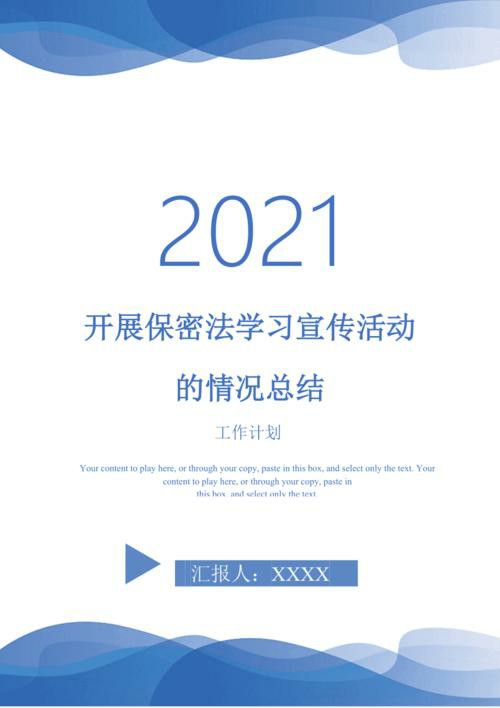 2021
开展保密法学习宣传活动
的情况总结
工作计划
Your content to play here, or through your copy, paste in this box, and select only the text. Your
content to play here, or through your copy, paste in
this box, and select only the text.
汇报人：XXXX